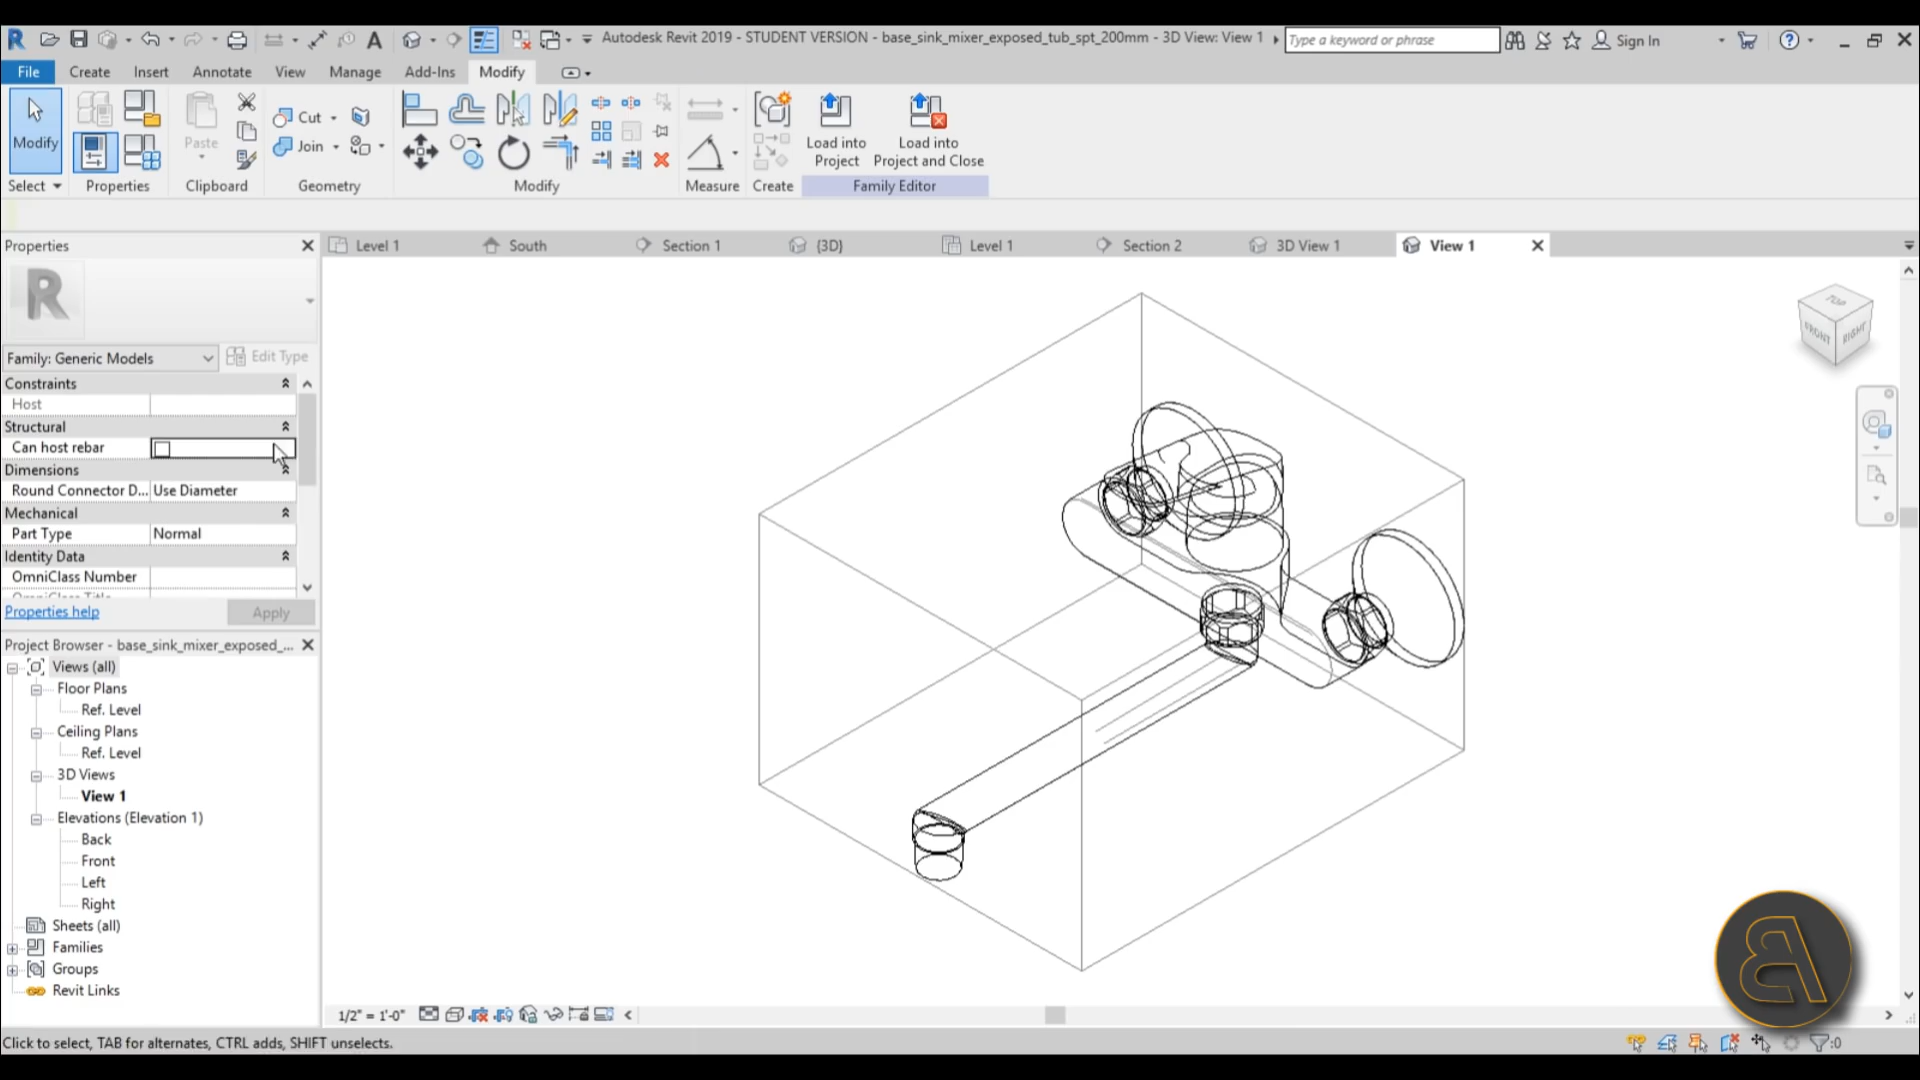 Autodesk Revit 2019 - STUDENT VERSION - base_sink_mixer_exposed_tub_spt_200mm - 3D View: View 1
Type a keyword or phrase
Sign In
File Create Insert Annotate View Manage Add-Ins Modify
Modify
Paste
Cut
Join
Load into Project
Load into Project and Close
Select Properties Clipboard Geometry Modify Measure Create Family Editor
Properties
Level 1 South Section 1 {3D} Level 1 Section 2 3D View 1 View 1
R
TOP
FRONT RIGHT
Family: Generic Models Edit Type
Constraints
Host
Structural
Can host rebar
Dimensions
Round Connector D... Use Diameter
Mechanical
Part Type Normal
Identity Data
OmniClass Number
OmniClass Title
Properties help Apply
Project Browser - base_sink_mixer_exposed_...
Views (all)
Floor Plans
Ref. Level
Ceiling Plans
Ref. Level
3D Views
View 1
Elevations (Elevation 1)
Back
Front
Left
Right
Sheets (all)
Families
Groups
Revit Links
1/2" = 1'-0"
Click to select, TAB for alternates, CTRL adds, SHIFT unselects.
:0